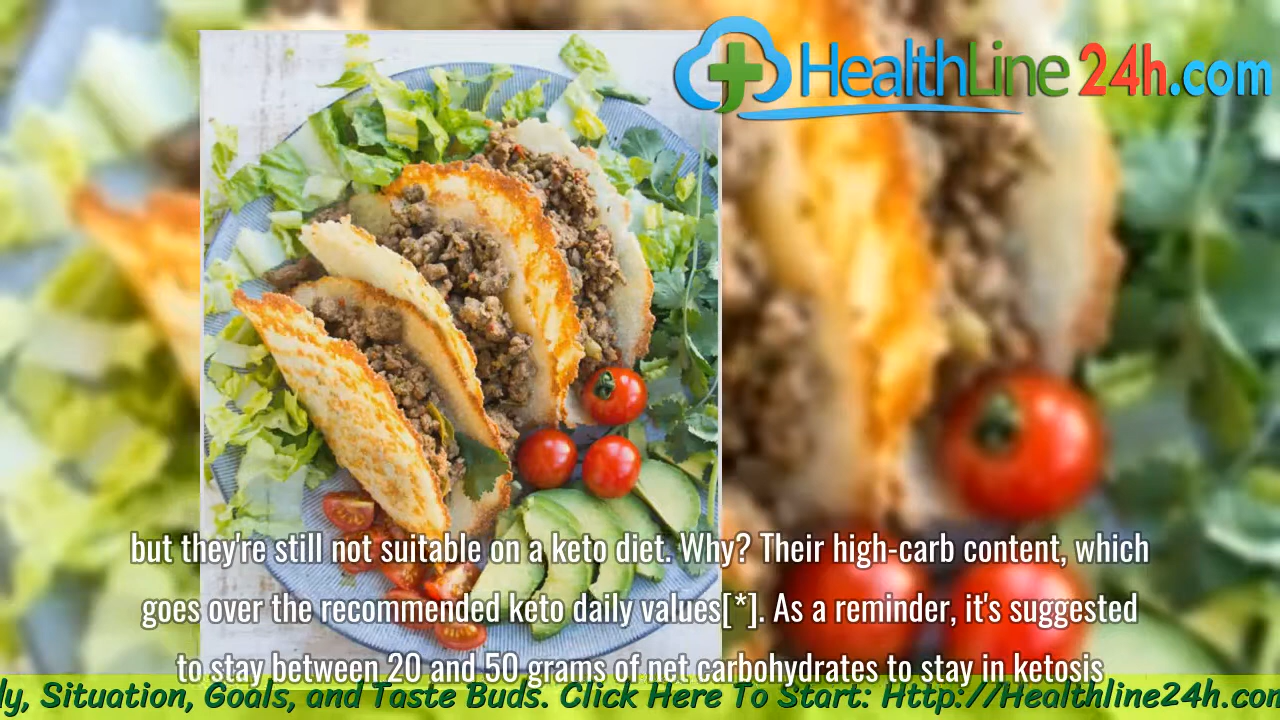 HealthLine 24h.com
but they're still not suitable on a keto diet. Why? Their high-carb content, which
goes over the recommended keto daily values[*]. As a reminder, it's suggested
to stay between 20 and 50 grams of net carbohydrates to stay in ketosis
ly, Situation, Goals, and Taste Buds. Click Here To Start: Http://Healthline24h.com